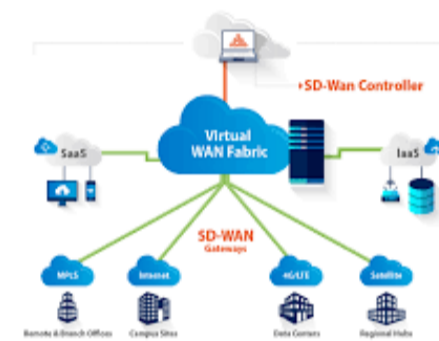 SD-Wan Controller
Virtual
WAN Fabric
SaaS
IaaS
SD-WAN
Gateways
MPLS
Internet
4G/LTE
Satellite
Remote & Branch Offices
Campus Sites
Data Centers
Regional Hubs